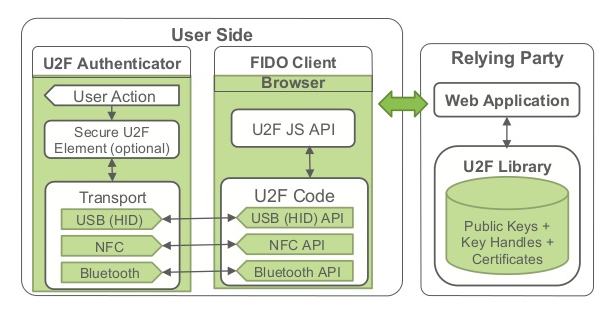 User Side
U2F Authenticator
User Action
Secure U2F
Element (optional)
Transport
USB (HID)
NFC
Bluetooth
FIDO Client
Browser
U2F JS API
U2F Code
USB (HID) API
NFC API
Bluetooth API
Relying Party
Web Application
U2F Library
Public Keys +
Key Handles +
Certificates